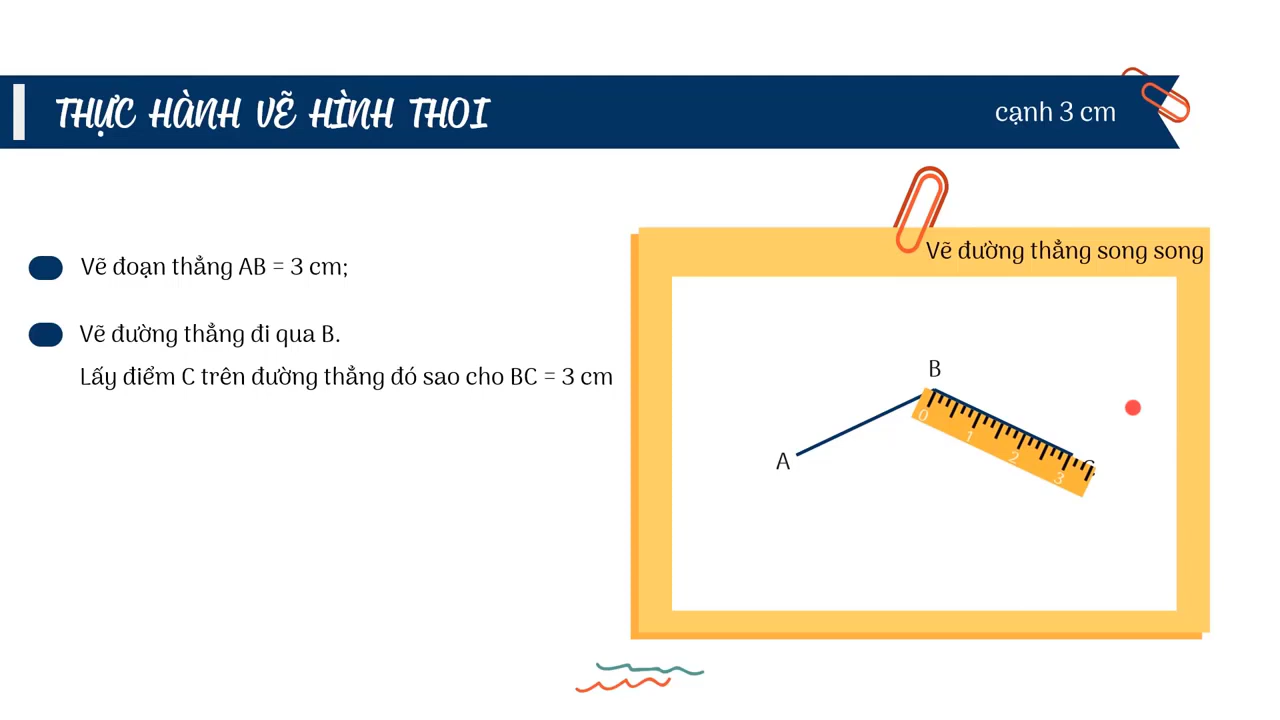 THỰC HÀNH VẼ HÌNH THOI
cạnh 3 cm
Vẽ đoạn thẳng AB = 3 cm;
Vẽ đường thẳng đi qua B.
Lấy điểm C trên đường thẳng đó sao cho BC = 3 cm
Vẽ đường thẳng song song
B
A
C
0
1
2
3